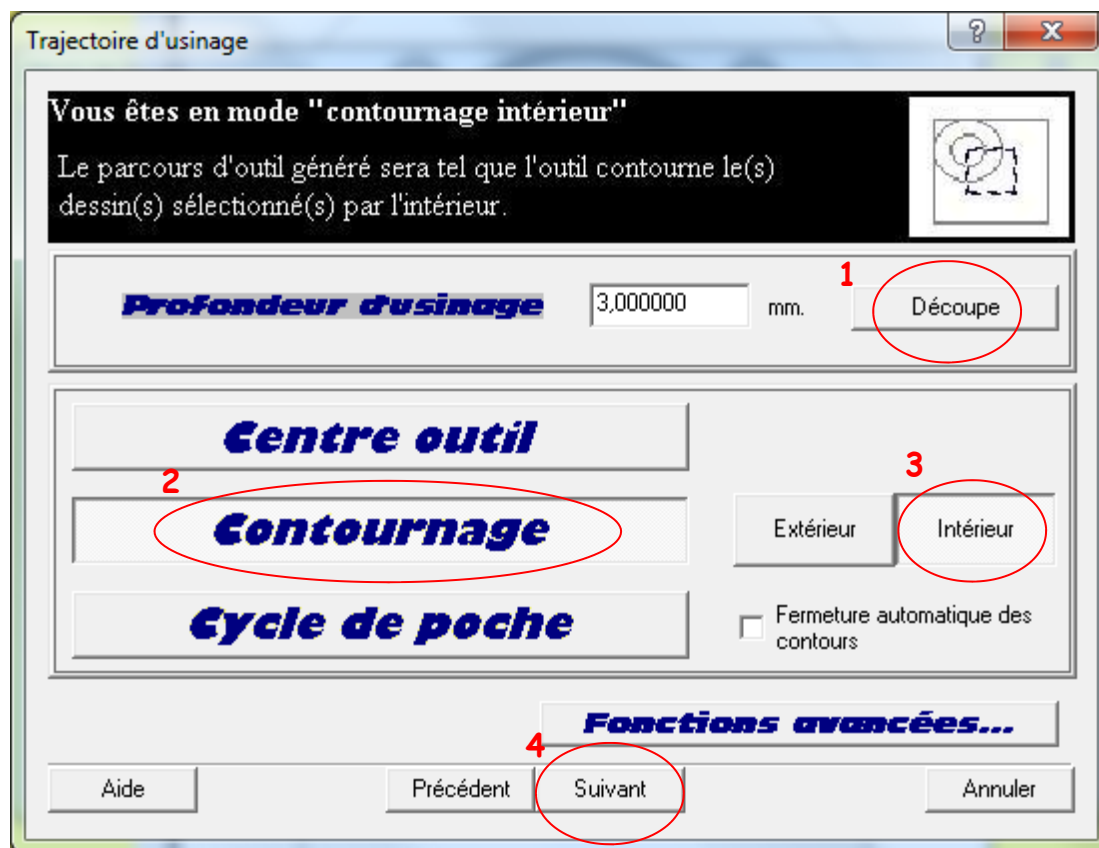 Trajectoire d'usinage
Vous êtes en mode "contournage intérieur"
Le parcours d'outil généré sera tel que l'outil contourne le(s)
dessin(s) sélectionné(s) par l'intérieur.
1
Profondeur d'usinage 3,000000 mm. Découpe
Centre outil
2
3
Contournage Extérieur Intérieur
Cycle de poche
Fermeture automatique des
contours
Fonctions avancées...
4
Aide Précédent Suivant Annuler